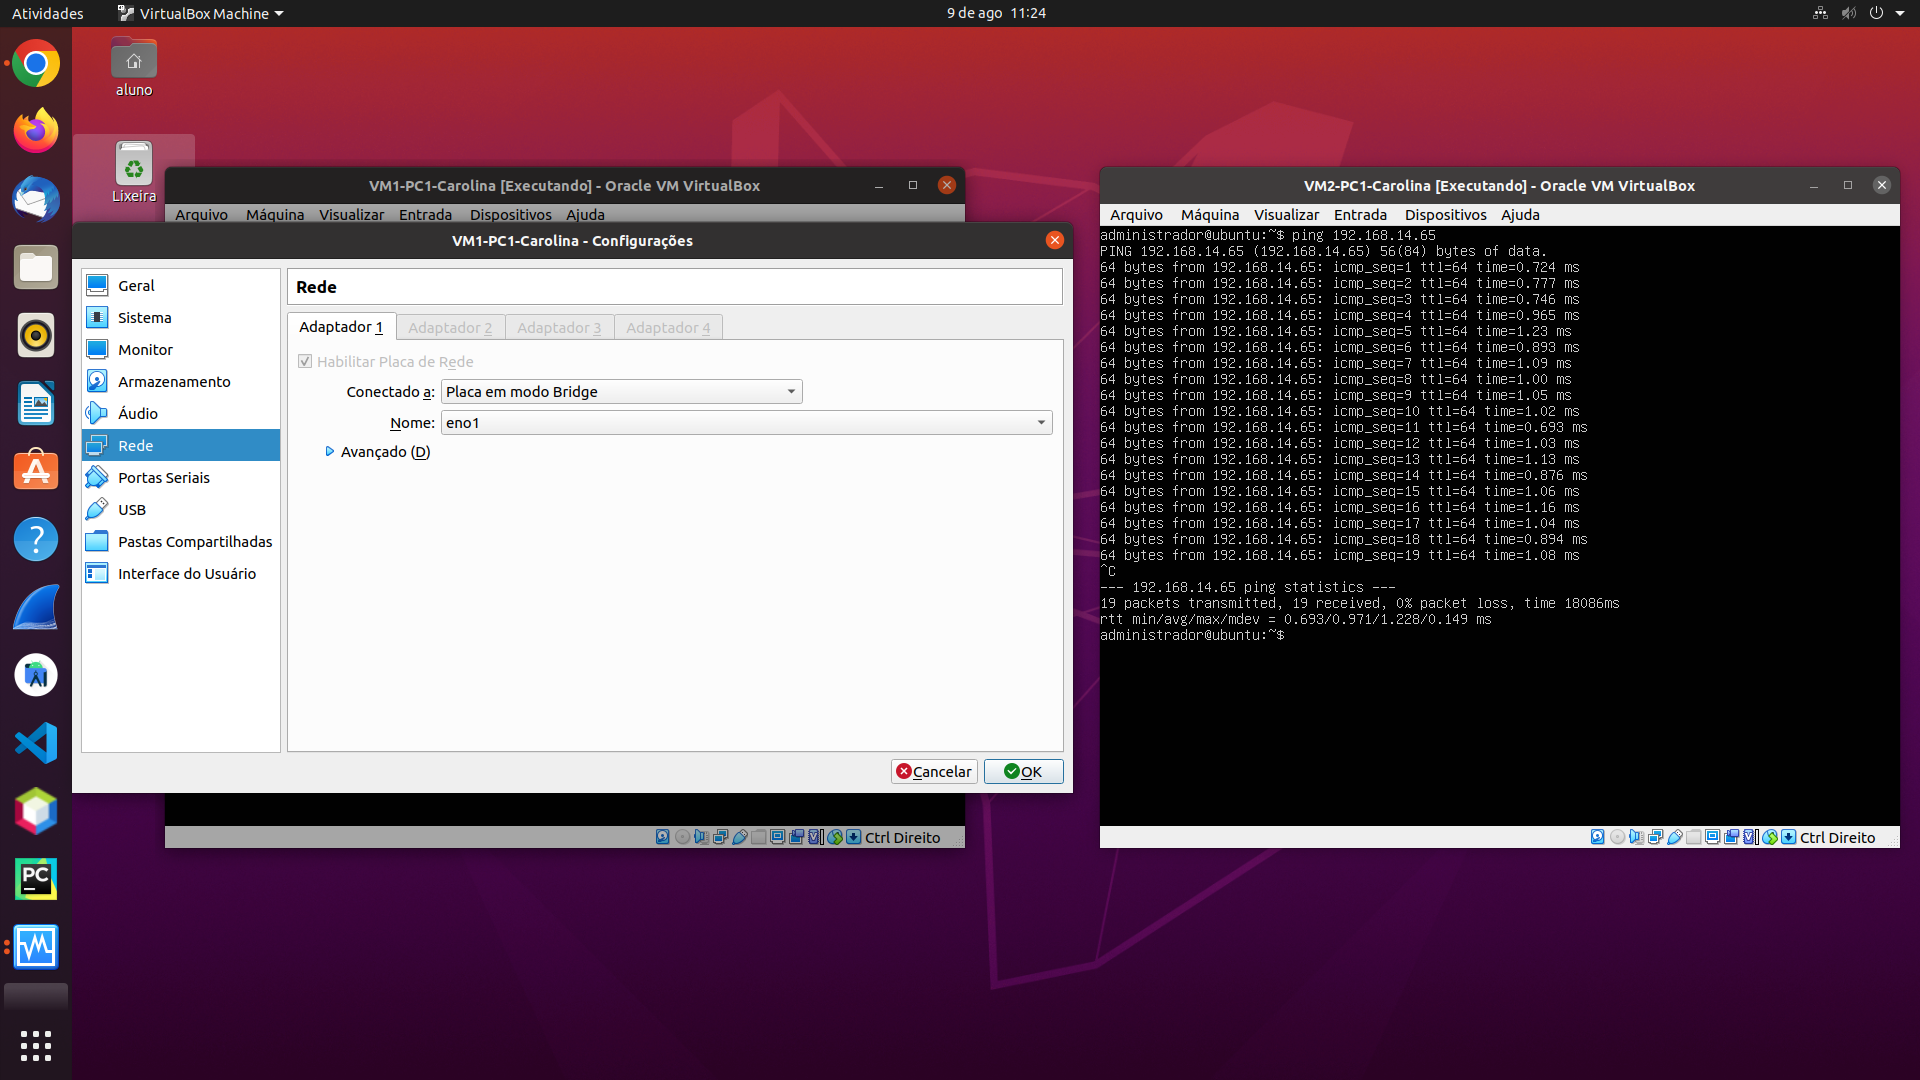 Atividades
VirtualBox Machine
9 de ago 11:24
aluno
Lixeira
VM1-PC1-Carolina [Executando] - Oracle VM VirtualBox
Arquivo Máquina Visualizar Entrada Dispositivos Ajuda
VM1-PC1-Carolina - Configurações
Geral
Sistema
Monitor
Armazenamento
Áudio
Rede
Portas Seriais
USB
Pastas Compartilhadas
Interface do Usuário
Rede
Adaptador 1 Adaptador 2 Adaptador 3 Adaptador 4
Habilitar Placa de Rede
Conectado a: Placa em modo Bridge
Nome: eno1
Avançado (D)
Cancelar OK
Ctrl Direito
VM2-PC1-Carolina [Executando] - Oracle VM VirtualBox
Arquivo Máquina Visualizar Entrada Dispositivos Ajuda
administrador@ubuntu:~$ ping 192.168.14.65
PING 192.168.14.65 (192.168.14.65) 56(84) bytes of data.
64 bytes from 192.168.14.65: icmp_seq=1 ttl=64 time=0.724 ms
64 bytes from 192.168.14.65: icmp_seq=2 ttl=64 time=0.777 ms
64 bytes from 192.168.14.65: icmp_seq=3 ttl=64 time=0.746 ms
64 bytes from 192.168.14.65: icmp_seq=4 ttl=64 time=0.965 ms
64 bytes from 192.168.14.65: icmp_seq=5 ttl=64 time=1.23 ms
64 bytes from 192.168.14.65: icmp_seq=6 ttl=64 time=0.893 ms
64 bytes from 192.168.14.65: icmp_seq=7 ttl=64 time=1.09 ms
64 bytes from 192.168.14.65: icmp_seq=8 ttl=64 time=1.00 ms
64 bytes from 192.168.14.65: icmp_seq=9 ttl=64 time=1.05 ms
64 bytes from 192.168.14.65: icmp_seq=10 ttl=64 time=1.02 ms
64 bytes from 192.168.14.65: icmp_seq=11 ttl=64 time=0.693 ms
64 bytes from 192.168.14.65: icmp_seq=12 ttl=64 time=1.03 ms
64 bytes from 192.168.14.65: icmp_seq=13 ttl=64 time=1.13 ms
64 bytes from 192.168.14.65: icmp_seq=14 ttl=64 time=0.876 ms
64 bytes from 192.168.14.65: icmp_seq=15 ttl=64 time=1.06 ms
64 bytes from 192.168.14.65: icmp_seq=16 ttl=64 time=1.16 ms
64 bytes from 192.168.14.65: icmp_seq=17 ttl=64 time=1.04 ms
64 bytes from 192.168.14.65: icmp_seq=18 ttl=64 time=0.894 ms
64 bytes from 192.168.14.65: icmp_seq=19 ttl=64 time=1.08 ms
^C
--- 192.168.14.65 ping statistics ---
19 packets transmitted, 19 received, 0% packet loss, time 18086ms
rtt min/avg/max/mdev = 0.693/0.971/1.228/0.149 ms
administrador@ubuntu:~$
Ctrl Direito
PC